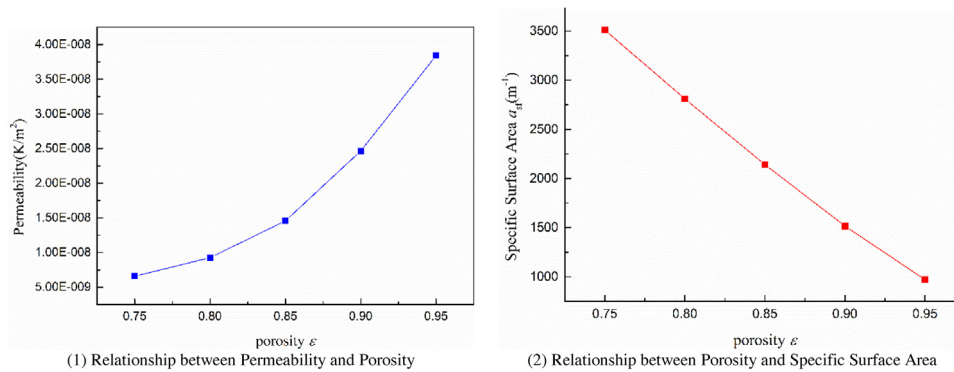 Permeability(K/m²)
4.00E-008
3.50E-008
3.00E-008
2.50E-008
2.00E-008
1.50E-008
1.00E-008
5.00E-009
0.75 0.80 0.85 0.90 0.95
porosity ε
(1) Relationship between Permeability and Porosity
Specific Surface Area a_sf(m⁻¹)
3500
3000
2500
2000
1500
1000
0.75 0.80 0.85 0.90 0.95
porosity ε
(2) Relationship between Porosity and Specific Surface Area